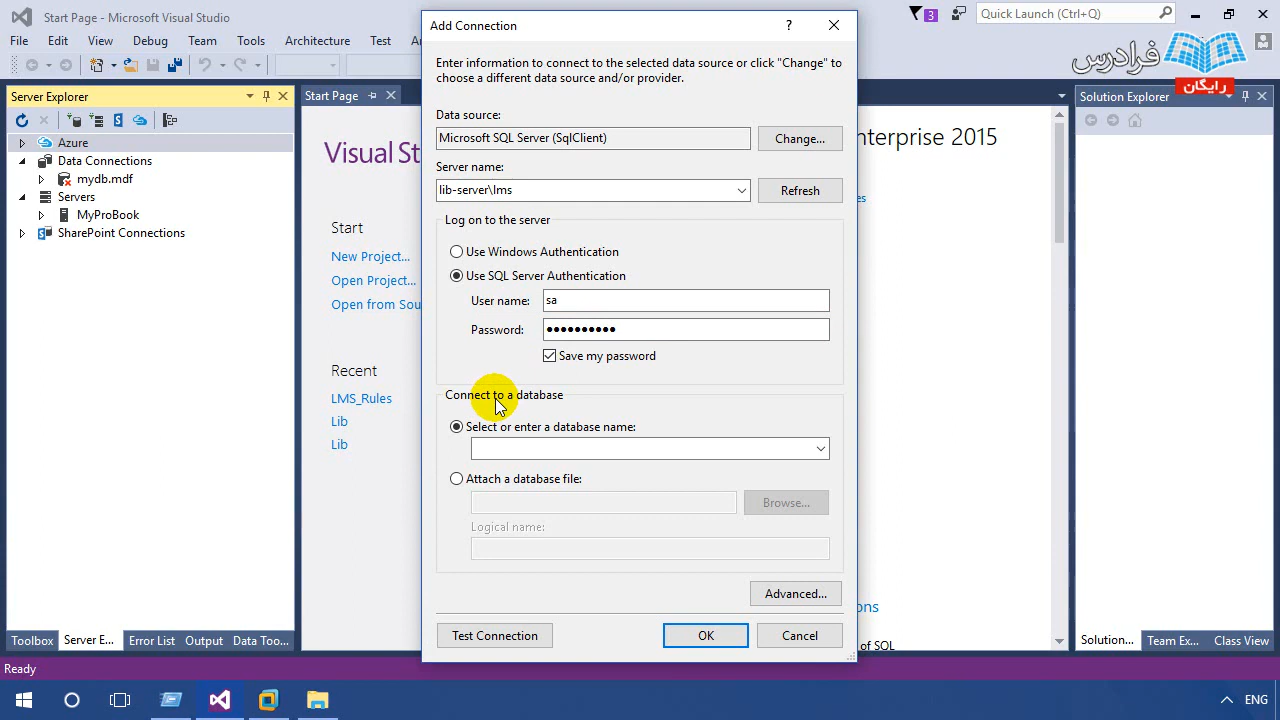 Start Page - Microsoft Visual Studio
3
Quick Launch (Ctrl+Q)
File Edit View Debug Team Tools Architecture Test
فرادرس
رایگان
Server Explorer
Azure
Data Connections
mydb.mdf
Servers
MyProBook
SharePoint Connections
Toolbox
Server E...
Error List
Output
Data Too...
Start Page
Visual St
Enterprise 2015
Start
New Project...
Open Project...
Open from Sou
Recent
LMS_Rules
Lib
Lib
es
ons
of SQL
Add Connection
?
Enter information to connect to the selected data source or click "Change" to
choose a different data source and/or provider.
Data source:
Microsoft SQL Server (SqlClient)
Change...
Server name:
lib-server\lms
Refresh
Log on to the server
Use Windows Authentication
Use SQL Server Authentication
User name:
sa
Password:
Save my password
Connect to a database
Select or enter a database name:
Attach a database file:
Browse...
Logical name:
Advanced...
Test Connection
OK
Cancel
Solution Explorer
Solution...
Team Ex...
Class View
Ready
ENG